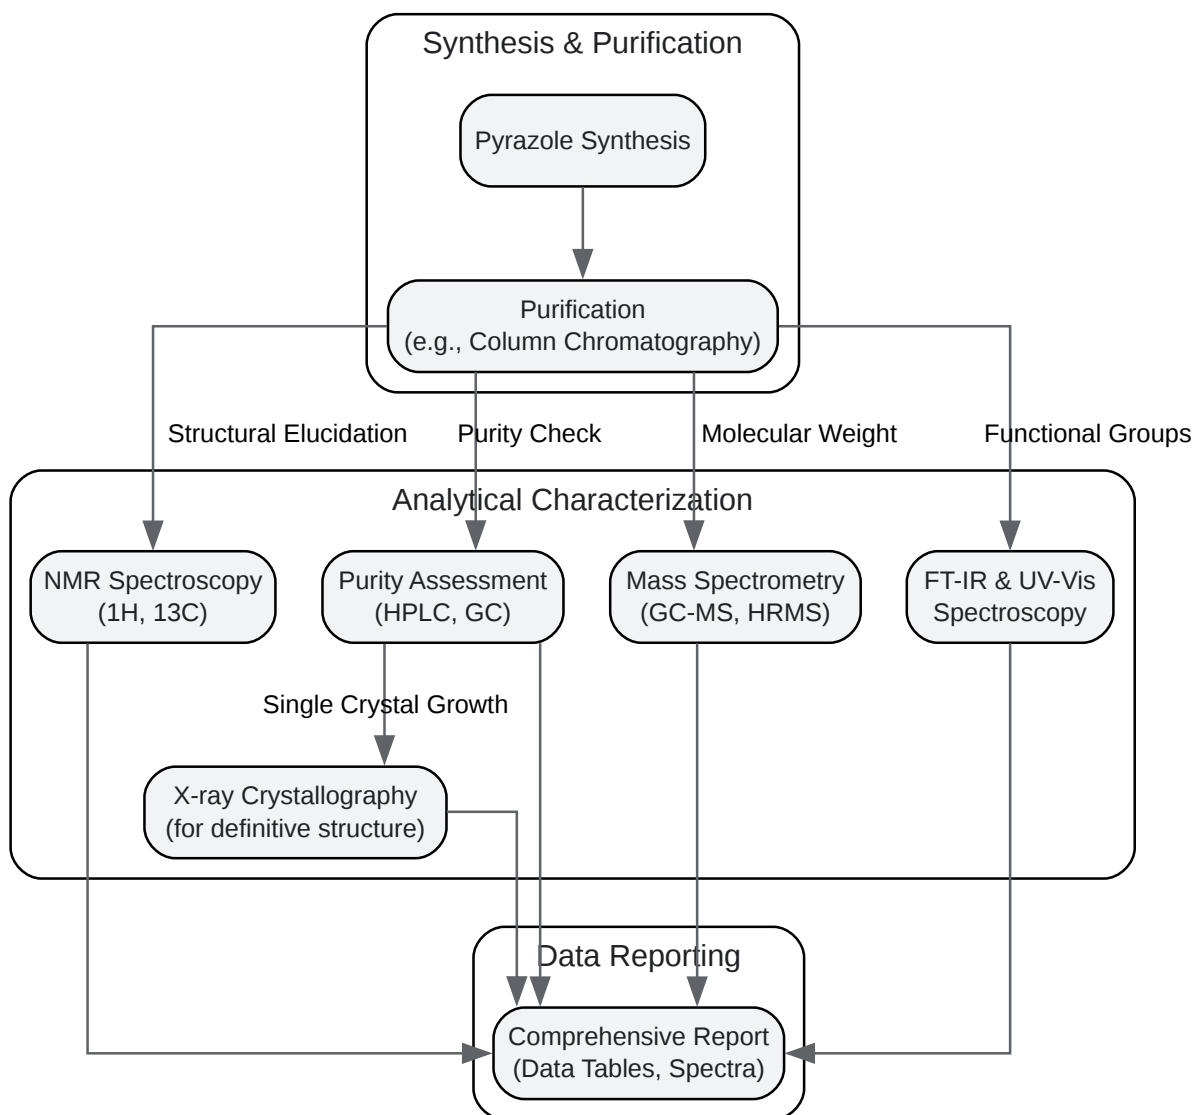 Synthesis & Purification
Pyrazole Synthesis
Purification
(e.g., Column Chromatography)
Structural Elucidation
Purity Check
Molecular Weight
Functional Groups
Analytical Characterization
NMR Spectroscopy
(1H, 13C)
Purity Assessment
(HPLC, GC)
Mass Spectrometry
(GC-MS, HRMS)
FT-IR & UV-Vis
Spectroscopy
Single Crystal Growth
X-ray Crystallography
(for definitive structure)
Data Reporting
Comprehensive Report
(Data Tables, Spectra)